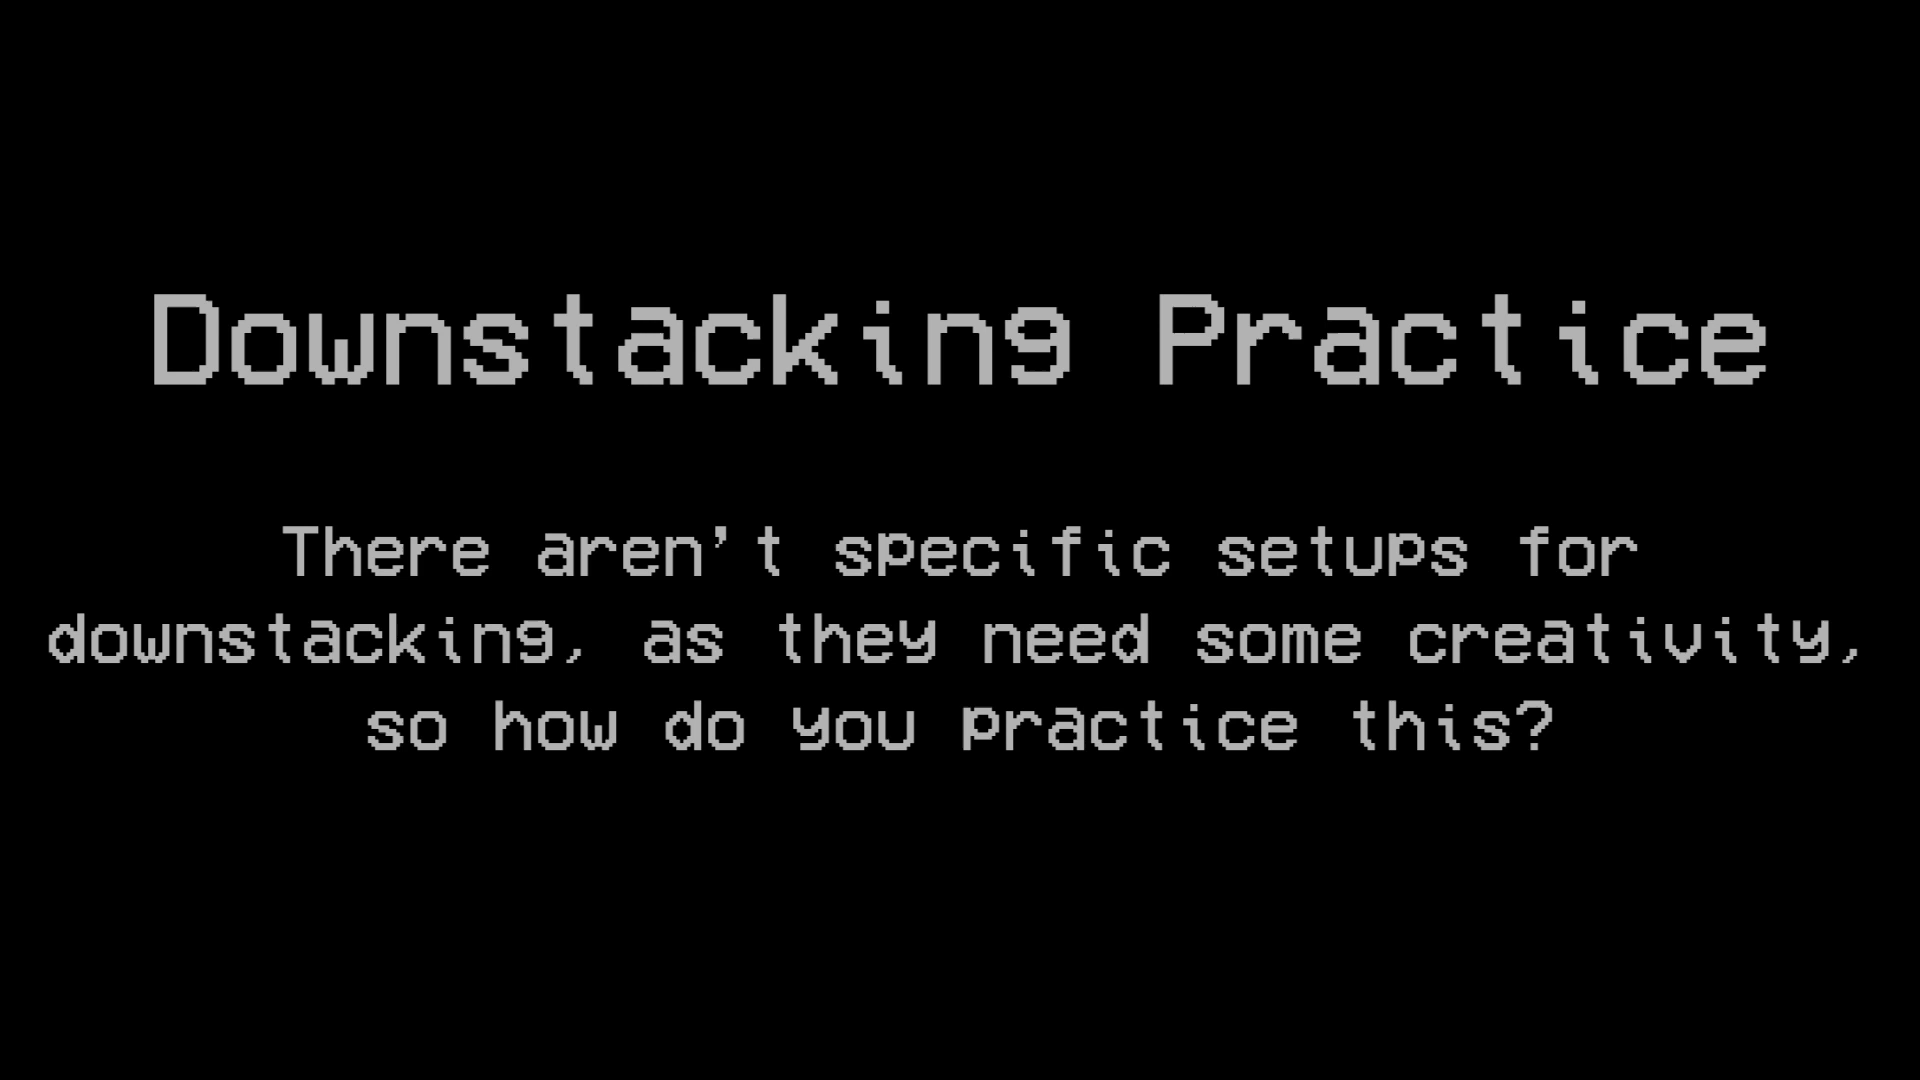 Downstacking Practice
There aren't specific setups for
downstacking, as they need some creativity,
so how do you practice this?